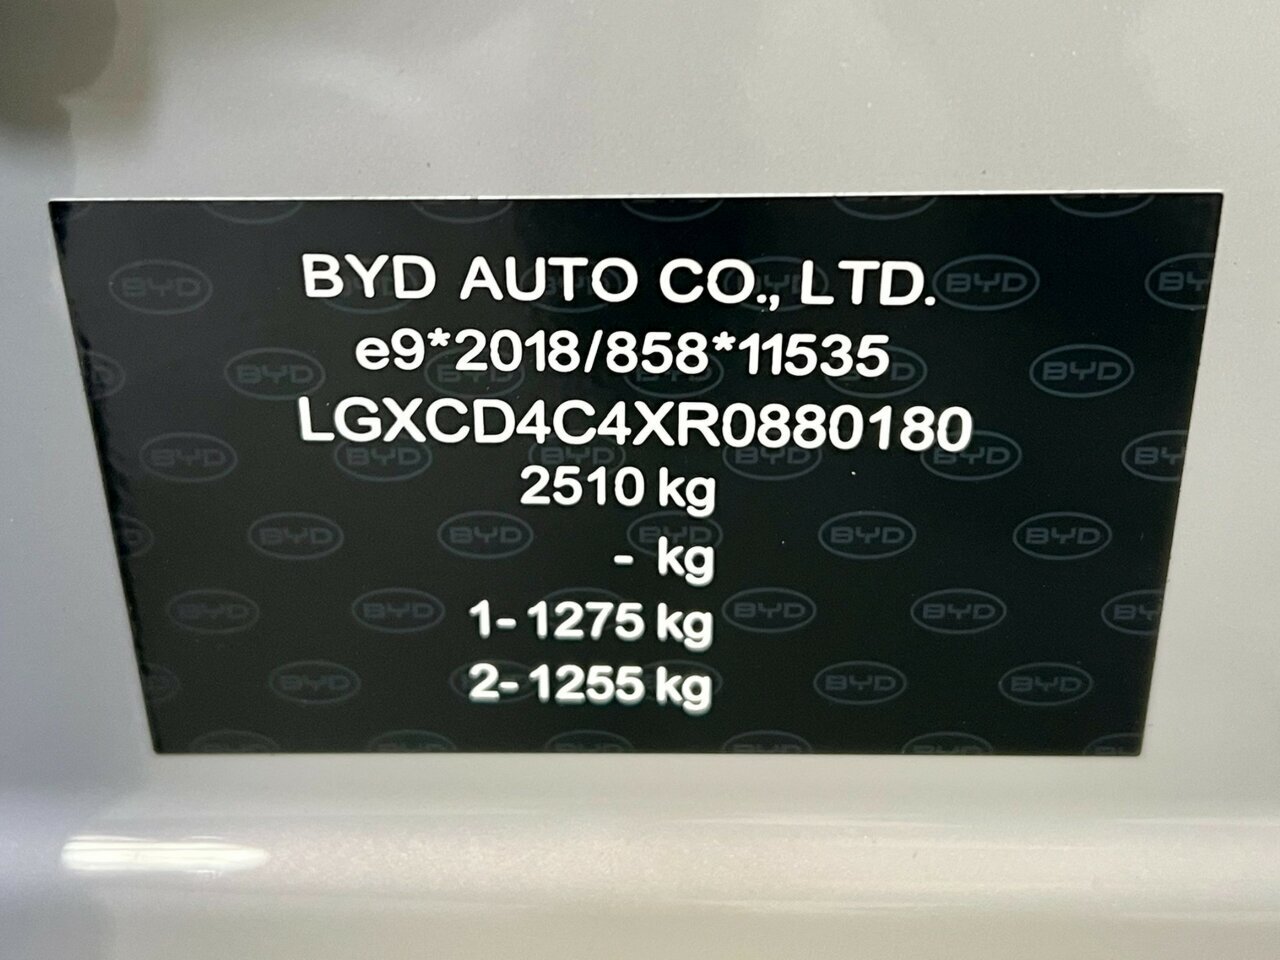 BYD AUTO CO., LTD.
e9*2018/858*11535
LGXCD4C4XR0880180
2510 kg
- kg
1- 1275 kg
2- 1255 kg